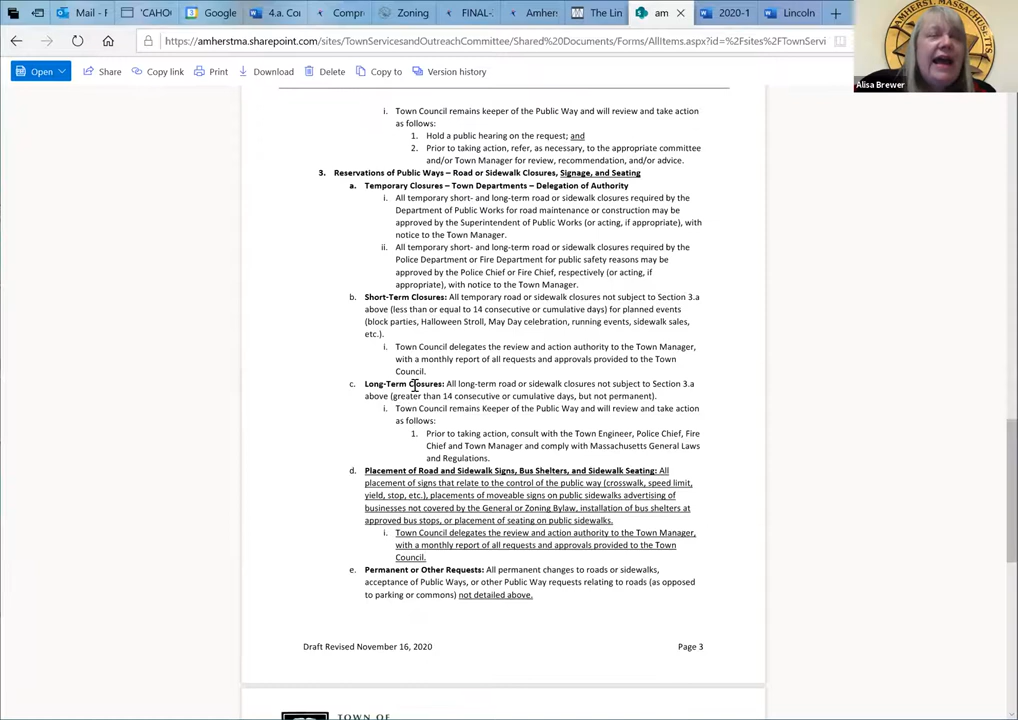 Mail - F
'CAHO
Google
4.a. Co
Compr
Zoning
FINAL-
Amher
The Lin
am
2020-1
Lincoln
https://amherstma.sharepoint.com/sites/TownServicesandOutreachCommittee/Shared%20Documents/Forms/AllItems.aspx?id=%2Fsites%2FTownServi
Open
Share
Copy link
Print
Download
Delete
Copy to
Version history
AMHERST, MASSACHUSETTS
Alisa Brewer
i. Town Council remains keeper of the Public Way and will review and take action
as follows:
1. Hold a public hearing on the request; and
2. Prior to taking action, refer, as necessary, to the appropriate committee
and/or Town Manager for review, recommendation, and/or advice.
3. Reservations of Public Ways – Road or Sidewalk Closures, Signage, and Seating
a. Temporary Closures – Town Departments – Delegation of Authority
i. All temporary short- and long-term road or sidewalk closures required by the
Department of Public Works for road maintenance or construction may be
approved by the Superintendent of Public Works (or acting, if appropriate), with
notice to the Town Manager.
ii. All temporary short- and long-term road or sidewalk closures required by the
Police Department or Fire Department for public safety reasons may be
approved by the Police Chief or Fire Chief, respectively (or acting, if
appropriate), with notice to the Town Manager.
b. Short-Term Closures: All temporary road or sidewalk closures not subject to Section 3.a
above (less than or equal to 14 consecutive or cumulative days) for planned events
(block parties, Halloween Stroll, May Day celebration, running events, sidewalk sales,
etc.).
i. Town Council delegates the review and action authority to the Town Manager,
with a monthly report of all requests and approvals provided to the Town
Council.
c. Long-Term Closures: All long-term road or sidewalk closures not subject to Section 3.a
above (greater than 14 consecutive or cumulative days, but not permanent).
i. Town Council remains Keeper of the Public Way and will review and take action
as follows:
1. Prior to taking action, consult with the Town Engineer, Police Chief, Fire
Chief and Town Manager and comply with Massachusetts General Laws
and Regulations.
d. Placement of Road and Sidewalk Signs, Bus Shelters, and Sidewalk Seating: All
placement of signs that relate to the control of the public way (crosswalk, speed limit,
yield, stop, etc.), placements of moveable signs on public sidewalks advertising of
businesses not covered by the General or Zoning Bylaw, installation of bus shelters at
approved bus stops, or placement of seating on public sidewalks.
i. Town Council delegates the review and action authority to the Town Manager,
with a monthly report of all requests and approvals provided to the Town
Council.
e. Permanent or Other Requests: All permanent changes to roads or sidewalks,
acceptance of Public Ways, or other Public Way requests relating to roads (as opposed
to parking or commons) not detailed above.
Draft Revised November 16, 2020
Page 3
TOWN OF